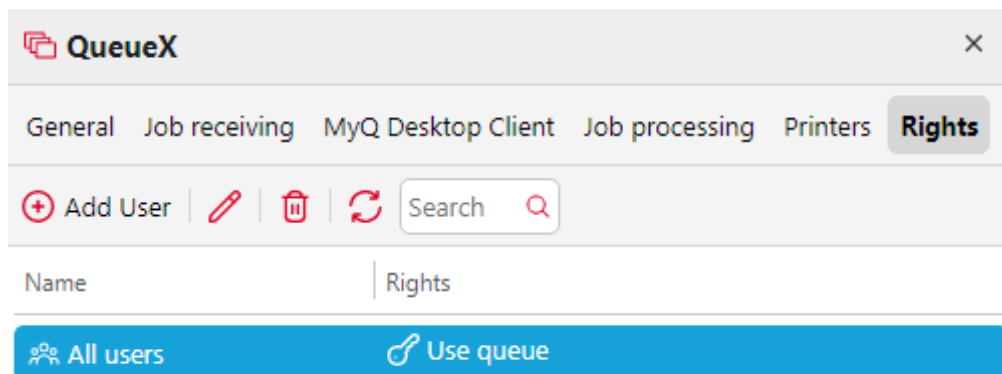 QueueX
General Job receiving MyQ Desktop Client Job processing Printers Rights
Add User Search
Name Rights
All users Use queue